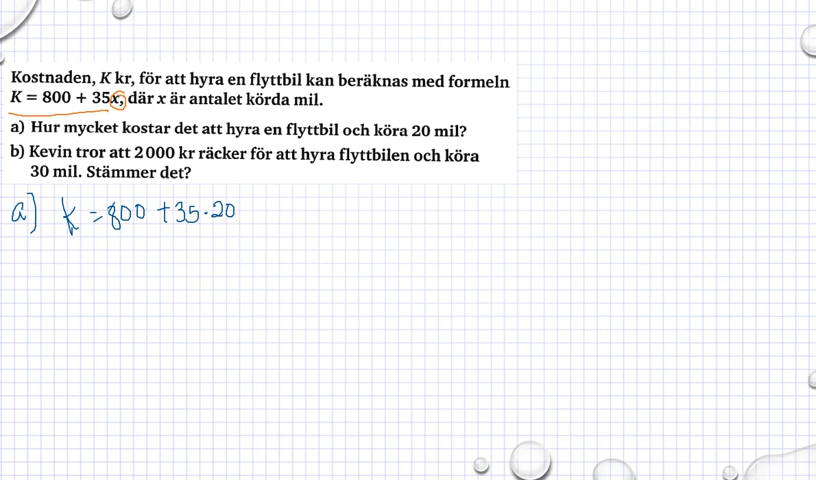 Kostnaden, K kr, för att hyra en flyttbil kan beräknas med formeln
K = 800 + 35x, där x är antalet körda mil.
a) Hur mycket kostar det att hyra en flyttbil och köra 20 mil?
b) Kevin tror att 2 000 kr räcker för att hyra flyttbilen och köra
30 mil. Stämmer det?
a) K = 800 + 35 · 20